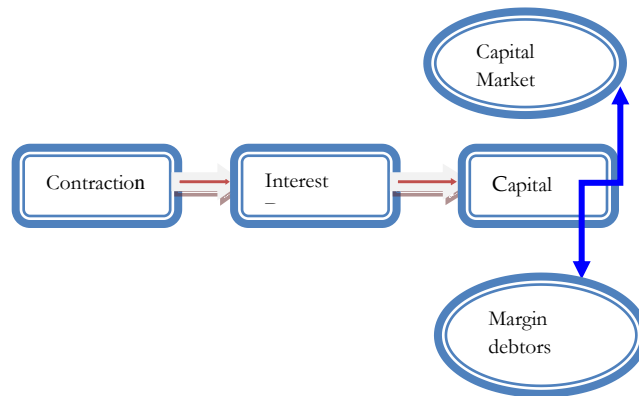 Capital
Market
Contraction
Interest
Capital
Margin
debtors